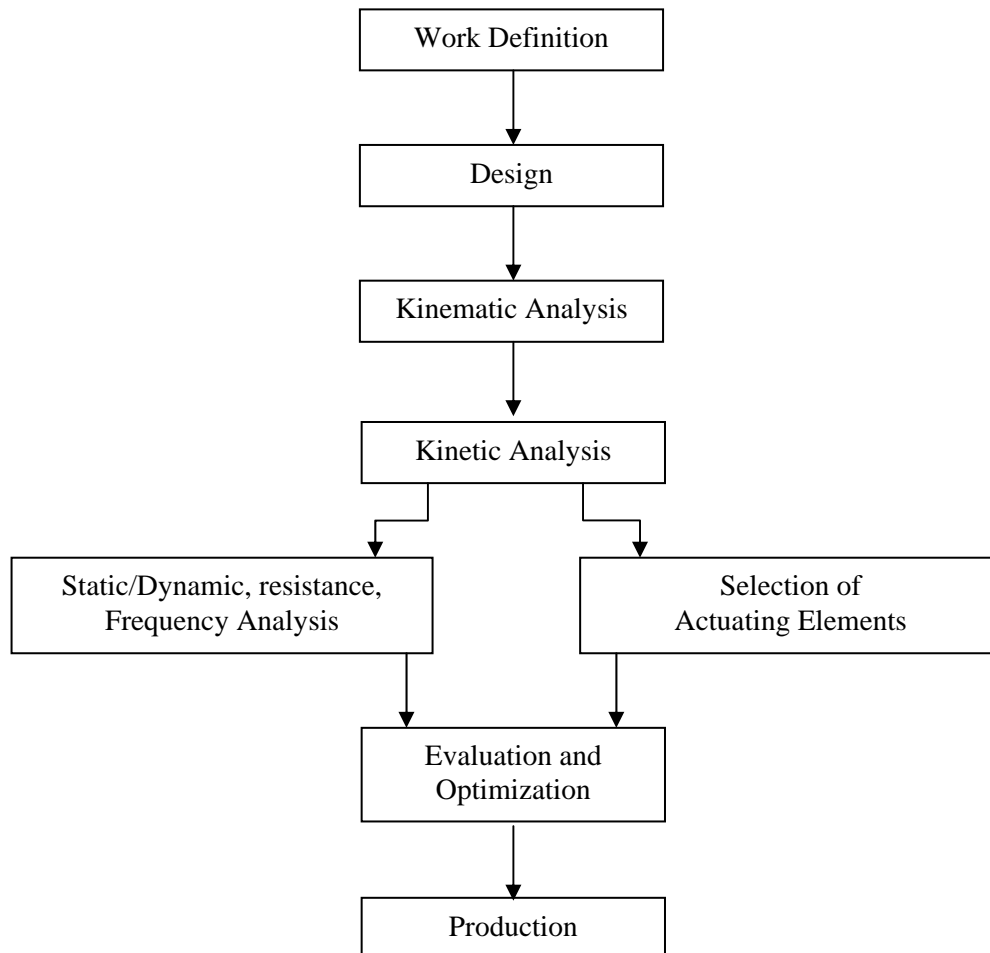 Work Definition
Design
Kinematic Analysis
Kinetic Analysis
Static/Dynamic, resistance,
Frequency Analysis
Selection of
Actuating Elements
Evaluation and
Optimization
Production